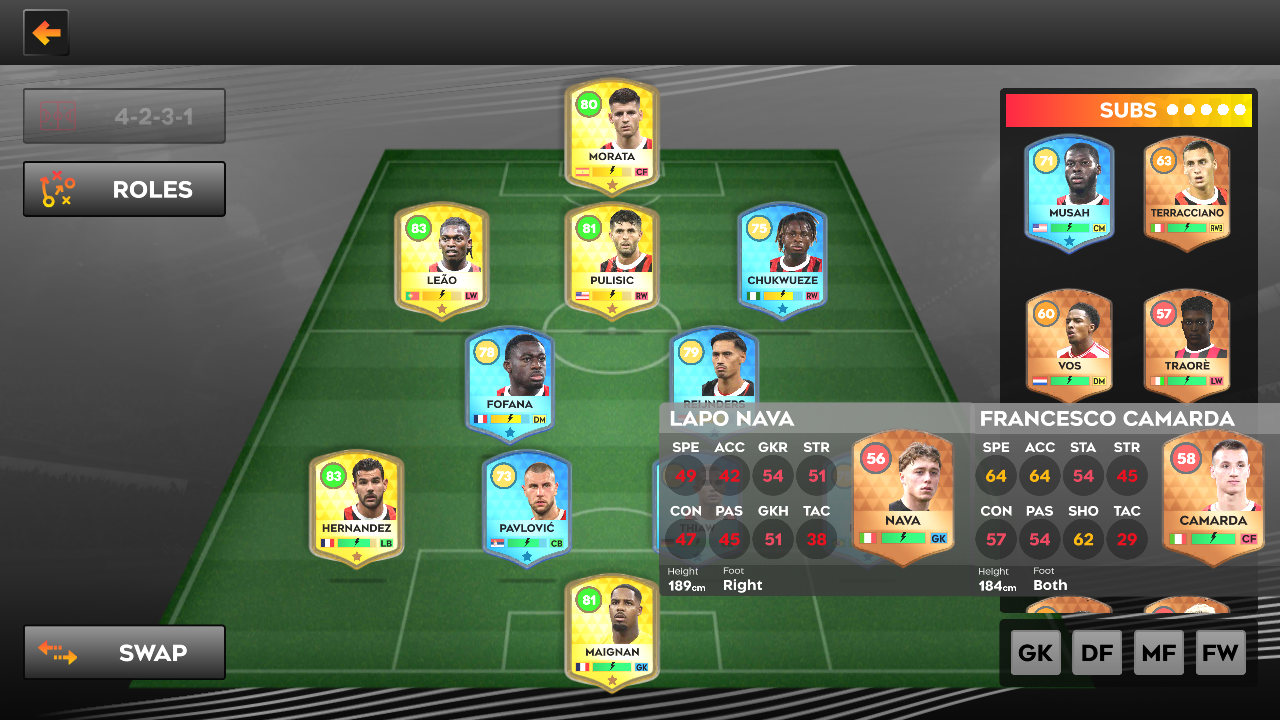 4-2-3-1
ROLES
80
MORATA
CF
83
LEÃO
LW
81
PULISIC
RW
75
CHUKWUEZE
RW
78
FOFANA
DM
79
REIJNDERS
83
HERNANDEZ
LB
73
PAVLOVIĆ
CB
THIAW
81
MAIGNAN
GK
SWAP
SUBS
71
MUSAH
CM
63
TERRACCIANO
RWB
60
VOS
DM
57
TRAORÈ
LW
LAPO NAVA
SPE ACC GKR STR
49 42 54 51
CON PAS GKH TAC
47 45 51 38
Height Foot
189cm Right
56
NAVA
GK
FRANCESCO CAMARDA
SPE ACC STA STR
64 64 54 45
CON PAS SHO TAC
57 54 62 29
Height Foot
184cm Both
58
CAMARDA
CF
GK DF MF FW